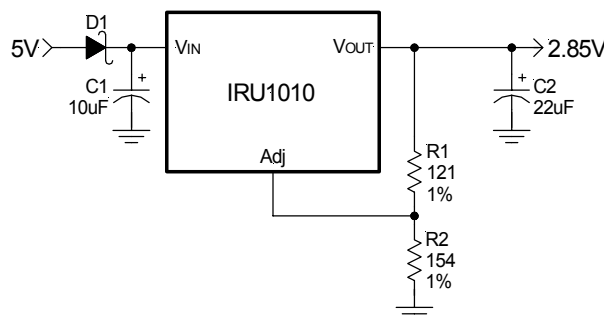 D1
5V
VIN
VOUT
2.85V
C1
10uF
+
IRU1010
+
C2
22uF
Adj
R1
121
1%
R2
154
1%